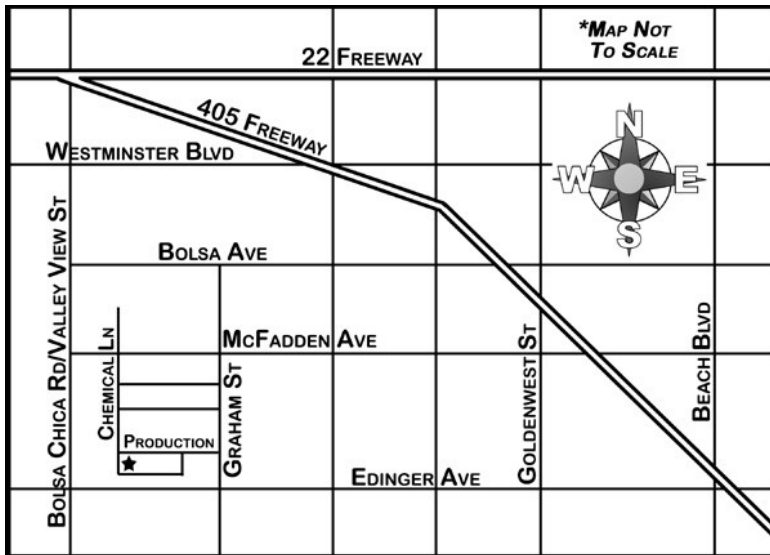 *Map Not
To Scale
22 Freeway
405 Freeway
Westminster Blvd
N
W
E
S
Bolsa Ave
Bolsa Chica Rd/Valley View St
Chemical Ln
McFadden Ave
Graham St
Goldenwest St
Beach Blvd
Production
Edinger Ave